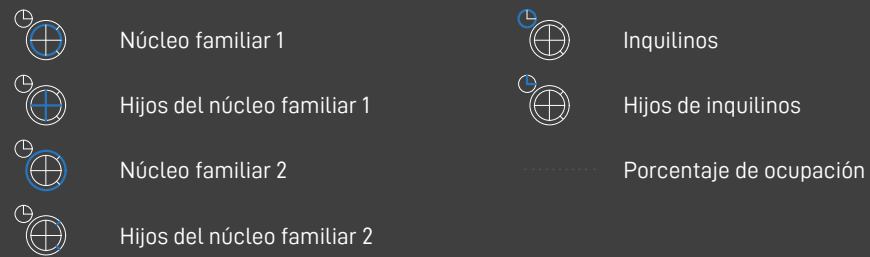 Núcleo familiar 1
Hijos del núcleo familiar 1
Núcleo familiar 2
Hijos del núcleo familiar 2
Inquilinos
Hijos de inquilinos
Porcentaje de ocupación